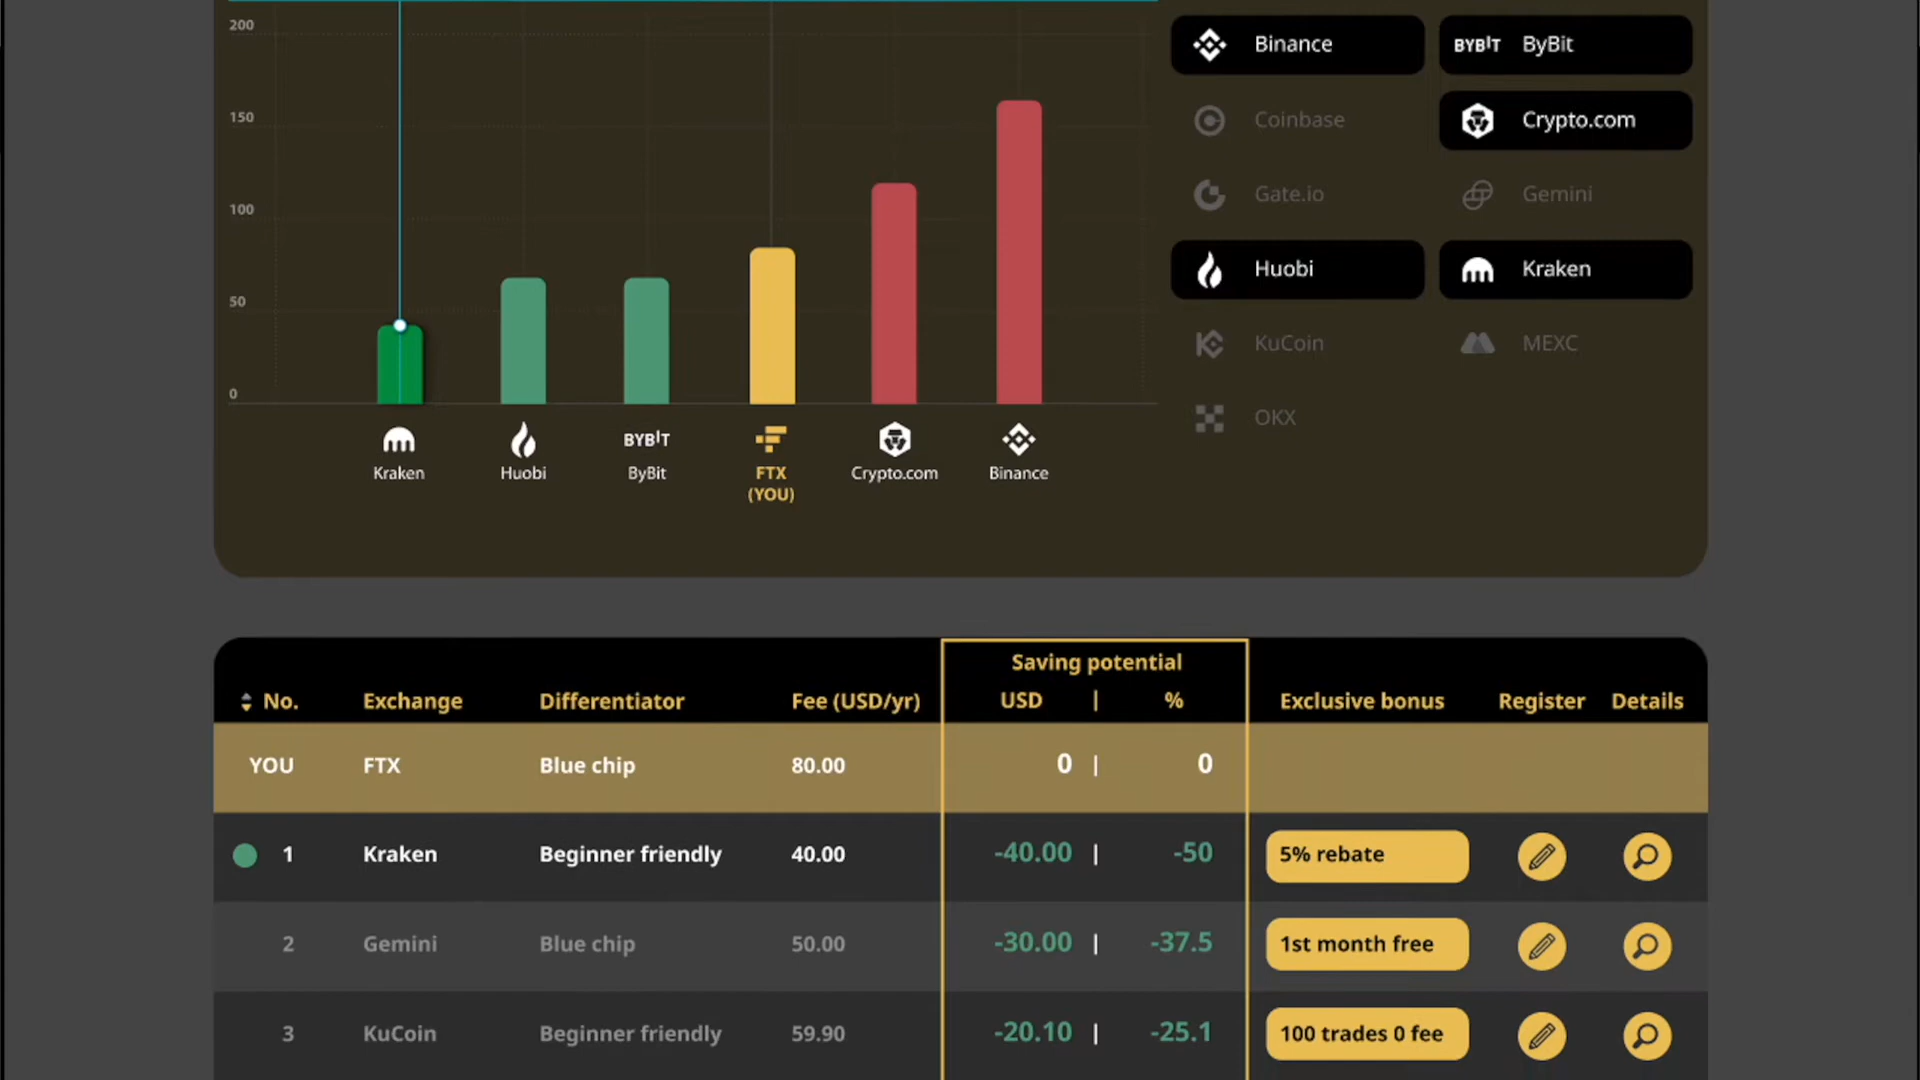 200
150
100
50
0
Kraken
Huobi
BYBIT
ByBit
FTX
(YOU)
Crypto.com
Binance
Binance
BYBIT ByBit
Coinbase
Crypto.com
Gate.io
Gemini
Huobi
Kraken
KuCoin
MEXC
OKX
Saving potential
No. Exchange Differentiator Fee (USD/yr) USD | % Exclusive bonus Register Details
YOU FTX Blue chip 80.00 0 | 0
1 Kraken Beginner friendly 40.00 -40.00 | -50 5% rebate
2 Gemini Blue chip 50.00 -30.00 | -37.5 1st month free
3 KuCoin Beginner friendly 59.90 -20.10 | -25.1 100 trades 0 fee